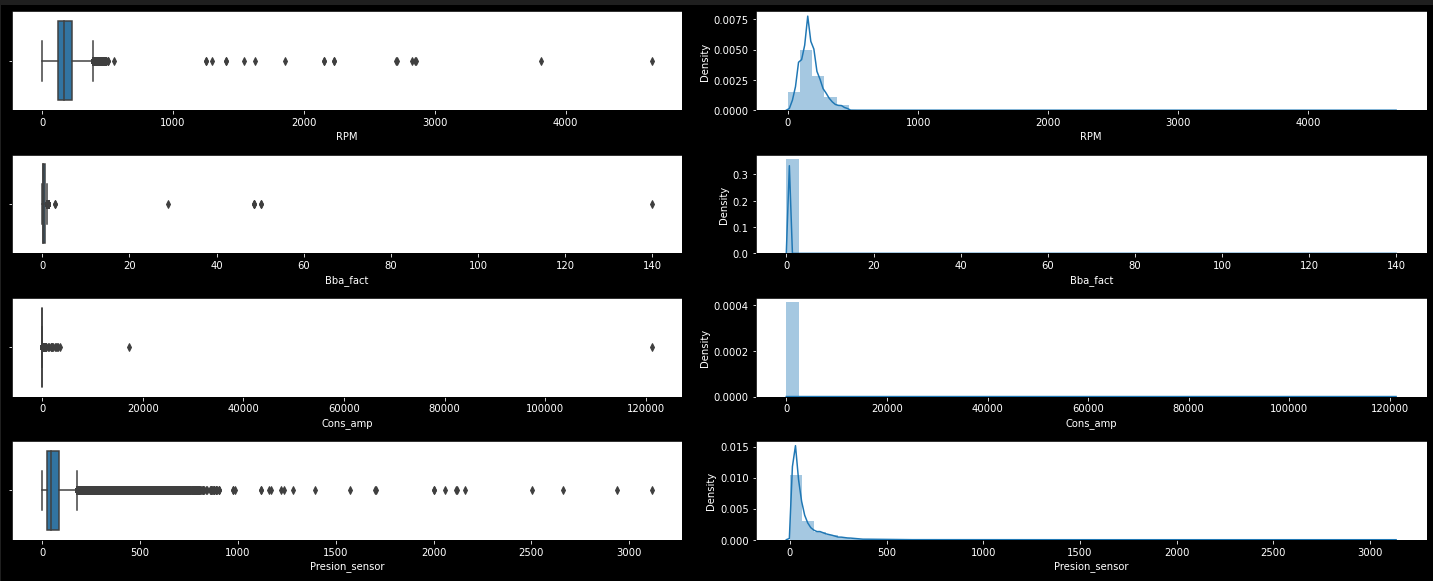 0 1000 2000 3000 4000
RPM
Density
0.0075
0.0050
0.0025
0.0000
0 1000 2000 3000 4000
RPM
0 20 40 60 80 100 120 140
Bba_fact
Density
0.3
0.2
0.1
0.0
0 20 40 60 80 100 120 140
Bba_fact
0 20000 40000 60000 80000 100000 120000
Cons_amp
Density
0.0004
0.0002
0.0000
0 20000 40000 60000 80000 100000 120000
Cons_amp
0 500 1000 1500 2000 2500 3000
Presion_sensor
Density
0.015
0.010
0.005
0.000
0 500 1000 1500 2000 2500 3000
Presion_sensor